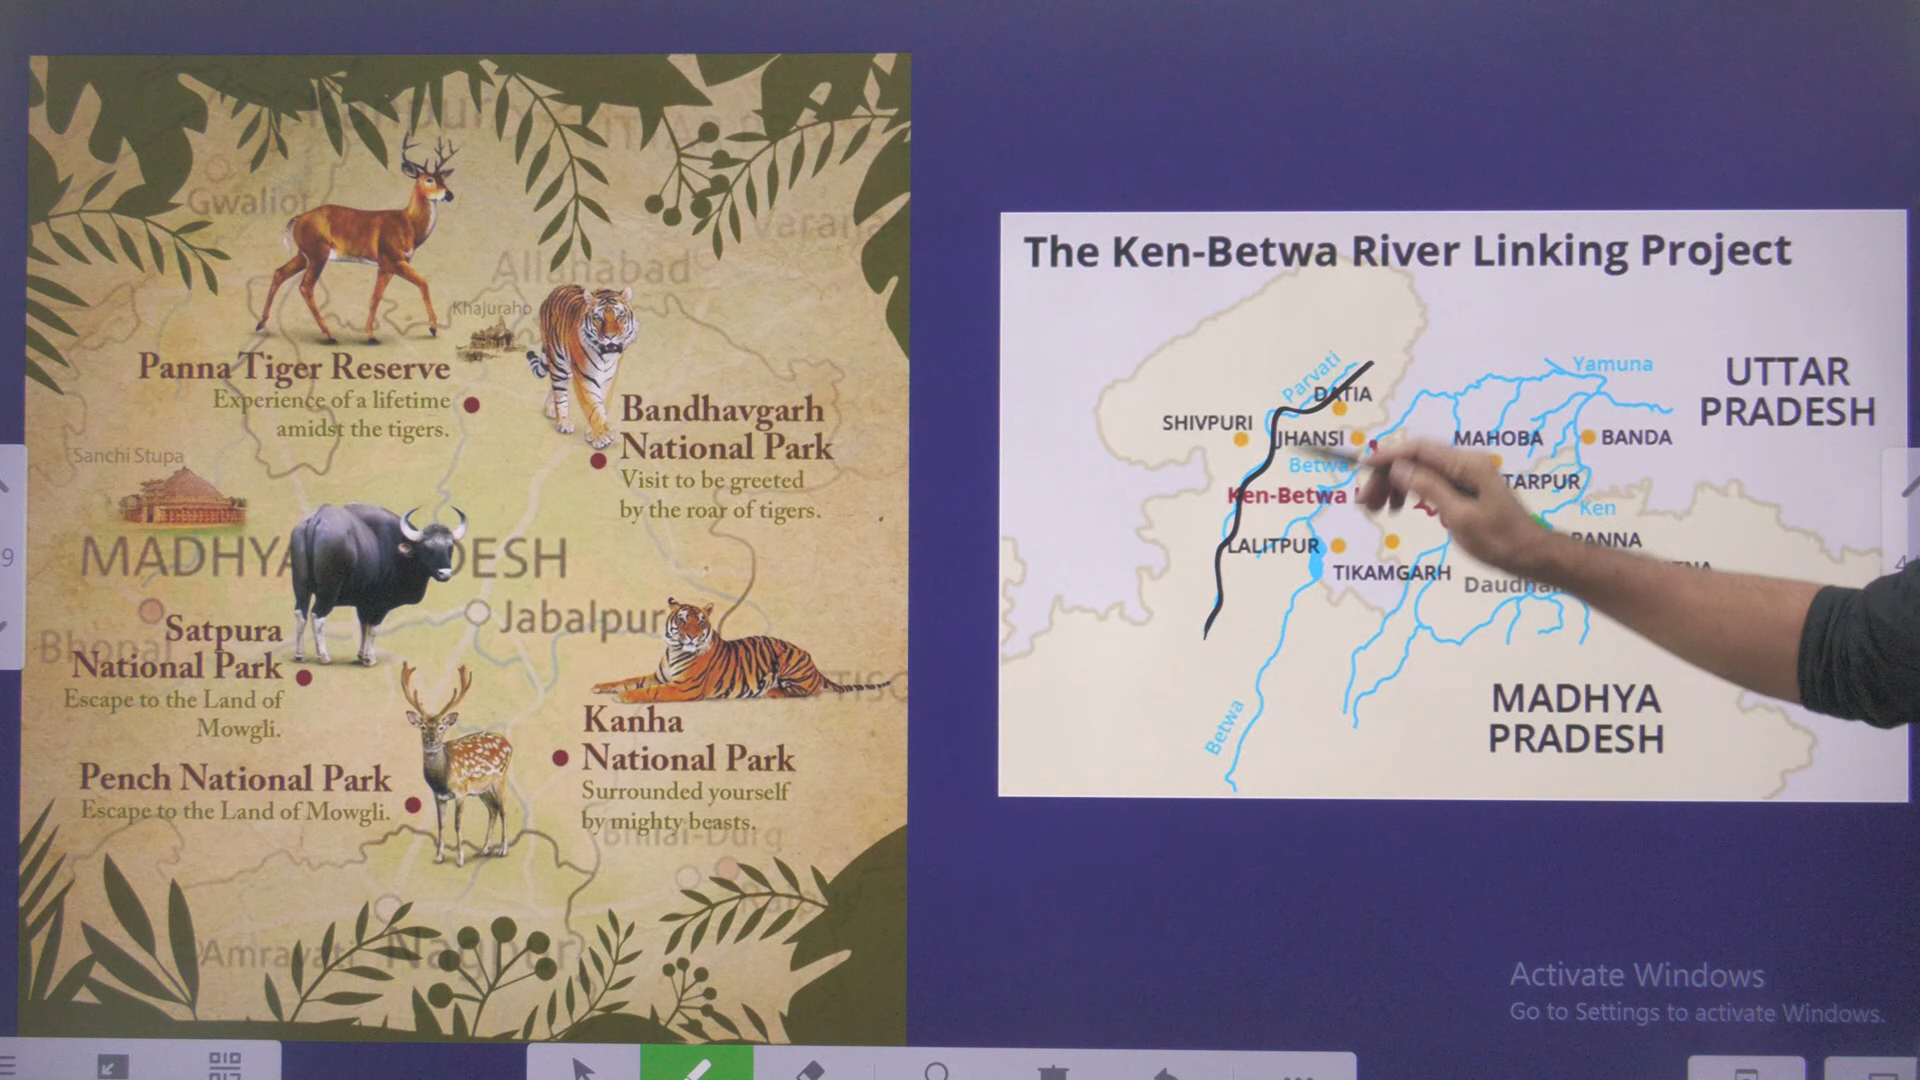 Gwalior
Allahabad
Khajuraho
Panna Tiger Reserve
Experience of a lifetime
amidst the tigers.
Bandhavgarh
National Park
Visit to be greeted
by the roar of tigers.
Sanchi Stupa
Jabalpur
Bhopal
Satpura
National Park
Escape to the Land of
Mowgli.
Kanha
National Park
Surrounded yourself
by mighty beasts.
Pench National Park
Escape to the Land of Mowgli.
Bhilai-Durg
Amravati
The Ken-Betwa River Linking Project
Parvati
Yamuna
UTTAR
PRADESH
DATIA
SHIVPURI
JHANSI
MAHOBA
BANDA
Betwa
Ken-Betwa
Ken
LALITPUR
PANNA
TIKAMGARH
Betwa
MADHYA
PRADESH
Activate Windows
Go to Settings to activate Windows.